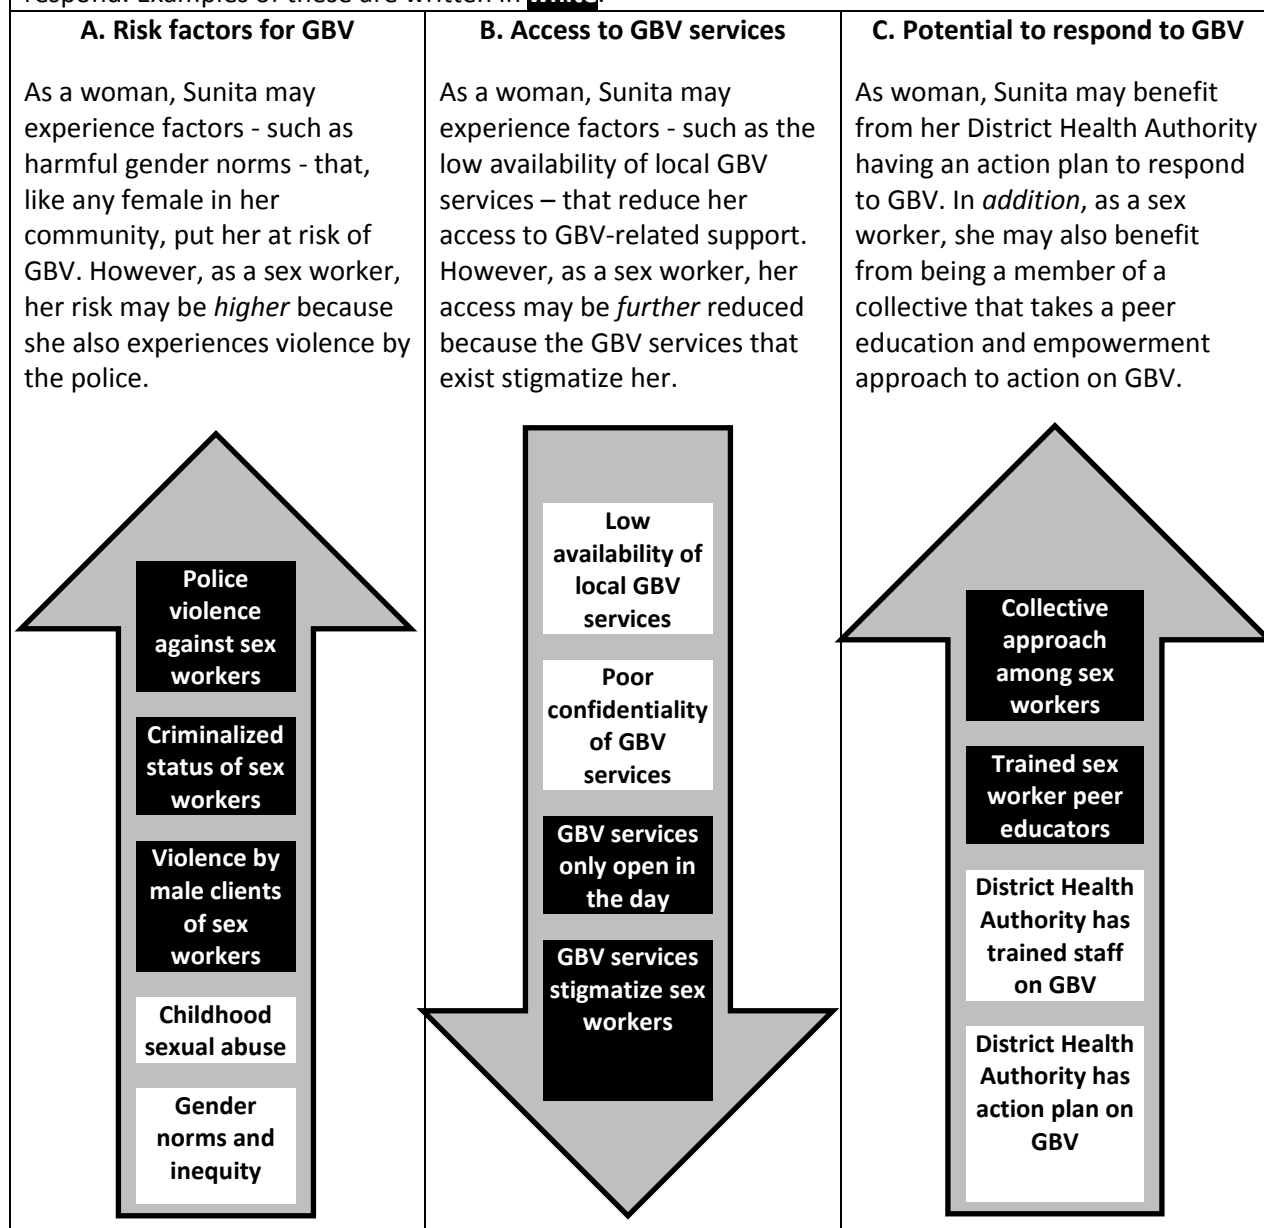 respond. Examples of these are written in white.
A. Risk factors for GBV
As a woman, Sunita may
experience factors - such as
harmful gender norms - that,
like any female in her
community, put her at risk of
GBV. However, as a sex worker,
her risk may be higher because
she also experiences violence by
the police.
Police
violence
against sex
workers
Criminalized
status of sex
workers
Violence by
male clients
of sex
workers
Childhood
sexual abuse
Gender
norms and
inequity
B. Access to GBV services
As a woman, Sunita may
experience factors - such as the
low availability of local GBV
services – that reduce her
access to GBV-related support.
However, as a sex worker, her
access may be further reduced
because the GBV services that
exist stigmatize her.
Low
availability of
local GBV
services
Poor
confidentiality
of GBV
services
GBV services
only open in
the day
GBV services
stigmatize sex
workers
C. Potential to respond to GBV
As woman, Sunita may benefit
from her District Health Authority
having an action plan to respond
to GBV. In addition, as a sex
worker, she may also benefit
from being a member of a
collective that takes a peer
education and empowerment
approach to action on GBV.
Collective
approach
among sex
workers
Trained sex
worker peer
educators
District Health
Authority has
trained staff
on GBV
District Health
Authority has
action plan on
GBV